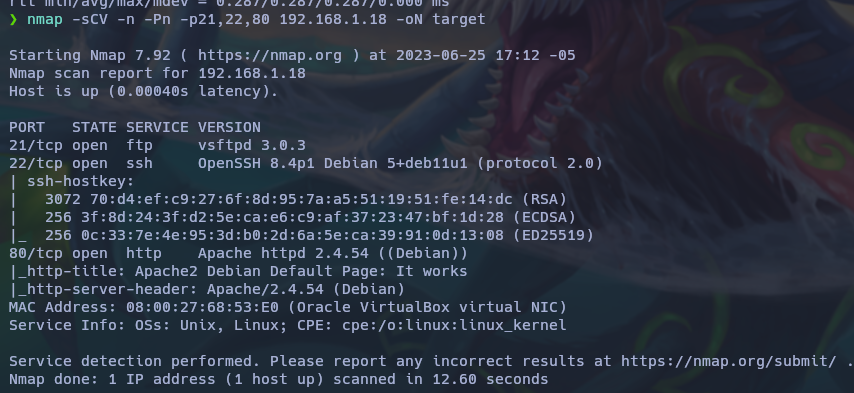 rtt min/avg/max/mdev = 0.287/0.287/0.287/0.000 ms
❯ nmap -sCV -n -Pn -p21,22,80 192.168.1.18 -oN target
Starting Nmap 7.92 ( https://nmap.org ) at 2023-06-25 17:12 -05
Nmap scan report for 192.168.1.18
Host is up (0.00040s latency).
PORT   STATE SERVICE VERSION
21/tcp open  ftp     vsftpd 3.0.3
22/tcp open  ssh     OpenSSH 8.4p1 Debian 5+deb11u1 (protocol 2.0)
| ssh-hostkey:
|   3072 70:d4:ef:c9:27:6f:8d:95:7a:a5:51:19:51:fe:14:dc (RSA)
|   256 3f:8d:24:3f:d2:5e:ca:e6:c9:af:37:23:47:bf:1d:28 (ECDSA)
|_  256 0c:33:7e:4e:95:3d:b0:2d:6a:5e:ca:39:91:0d:13:08 (ED25519)
80/tcp open  http    Apache httpd 2.4.54 ((Debian))
|_http-title: Apache2 Debian Default Page: It works
|_http-server-header: Apache/2.4.54 (Debian)
MAC Address: 08:00:27:68:53:E0 (Oracle VirtualBox virtual NIC)
Service Info: OSs: Unix, Linux; CPE: cpe:/o:linux:linux_kernel
Service detection performed. Please report any incorrect results at https://nmap.org/submit/ .
Nmap done: 1 IP address (1 host up) scanned in 12.60 seconds